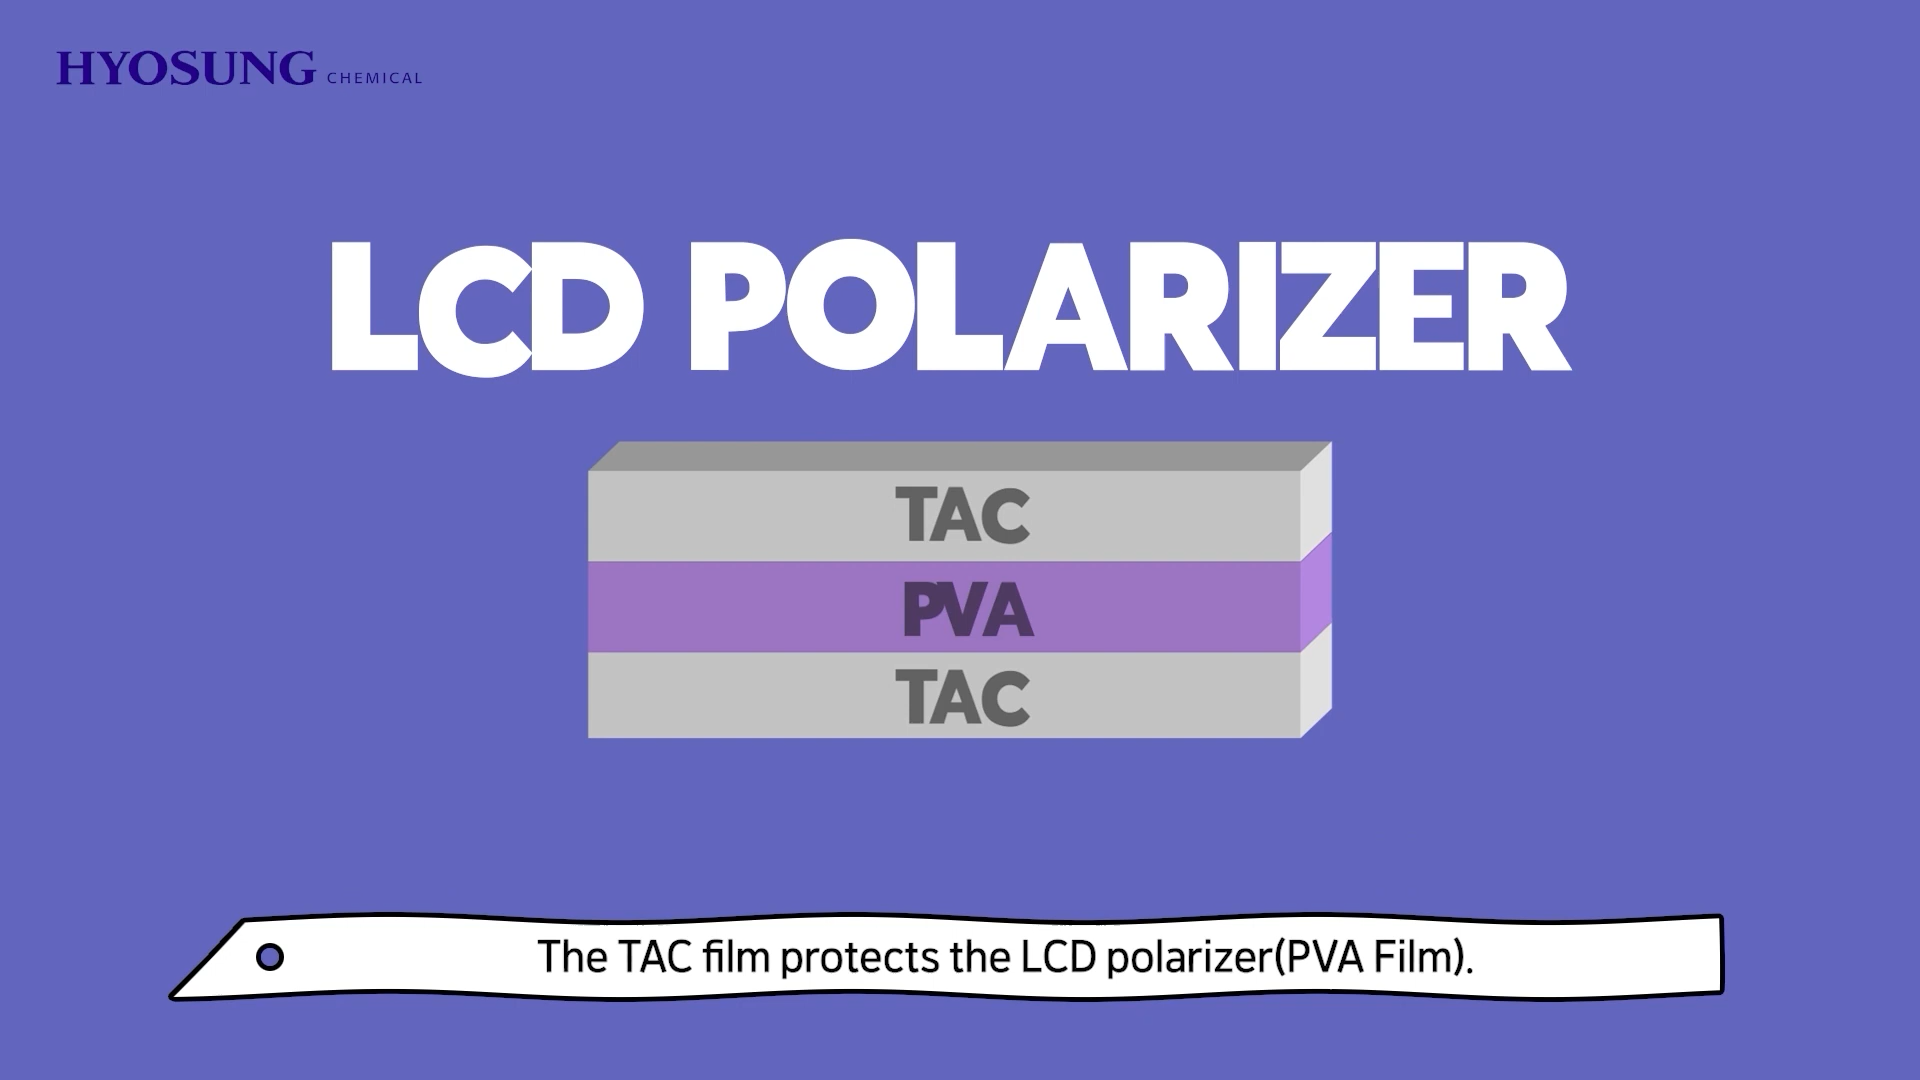 HYOSUNG CHEMICAL
LCD POLARIZER
TAC
PVA
TAC
The TAC film protects the LCD polarizer(PVA Film).